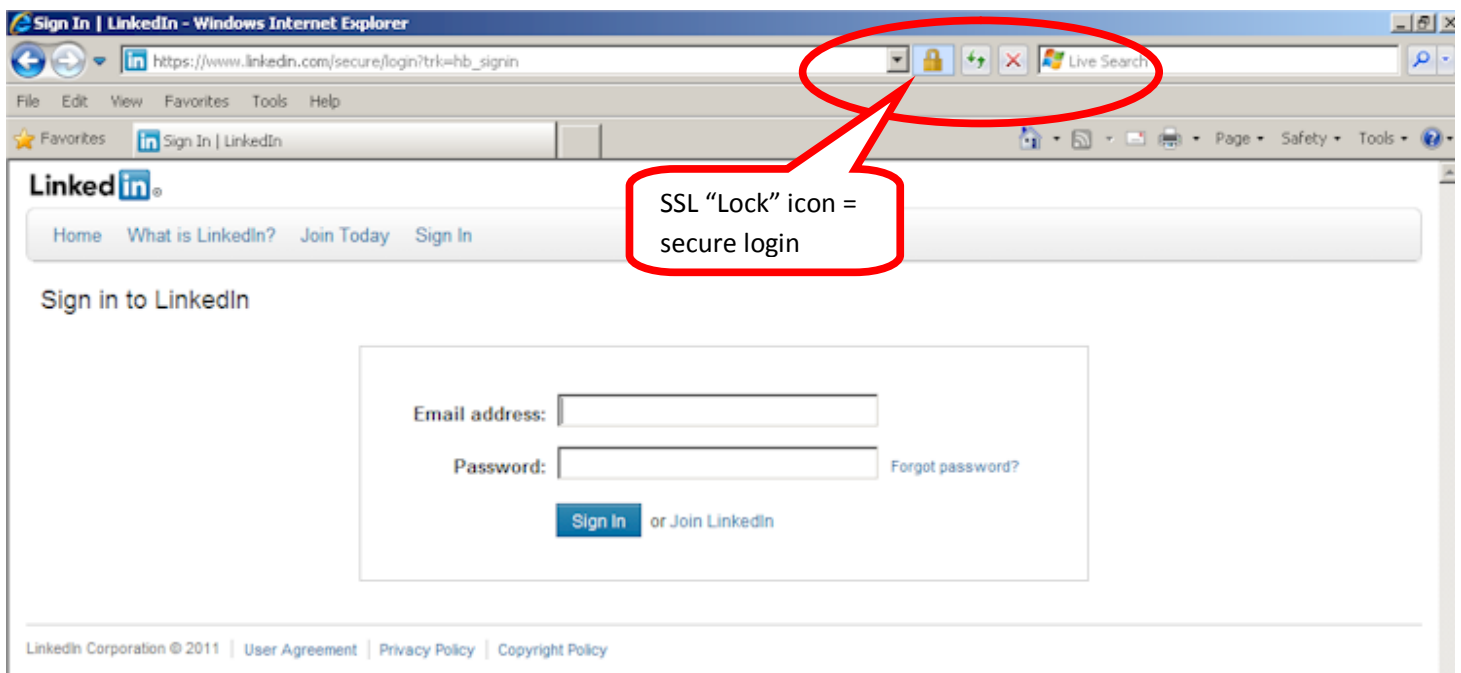 Sign In | LinkedIn - Windows Internet Explorer
https://www.linkedin.com/secure/login?trk=hb_signin
Live Search
File Edit View Favorites Tools Help
Favorites Sign In | LinkedIn Page Safety Tools
Linked in ®
Home What is LinkedIn? Join Today Sign In
SSL “Lock” icon =
secure login
Sign in to LinkedIn
Email address:
Password: Forgot password?
Sign In or Join LinkedIn
LinkedIn Corporation © 2011 | User Agreement | Privacy Policy | Copyright Policy